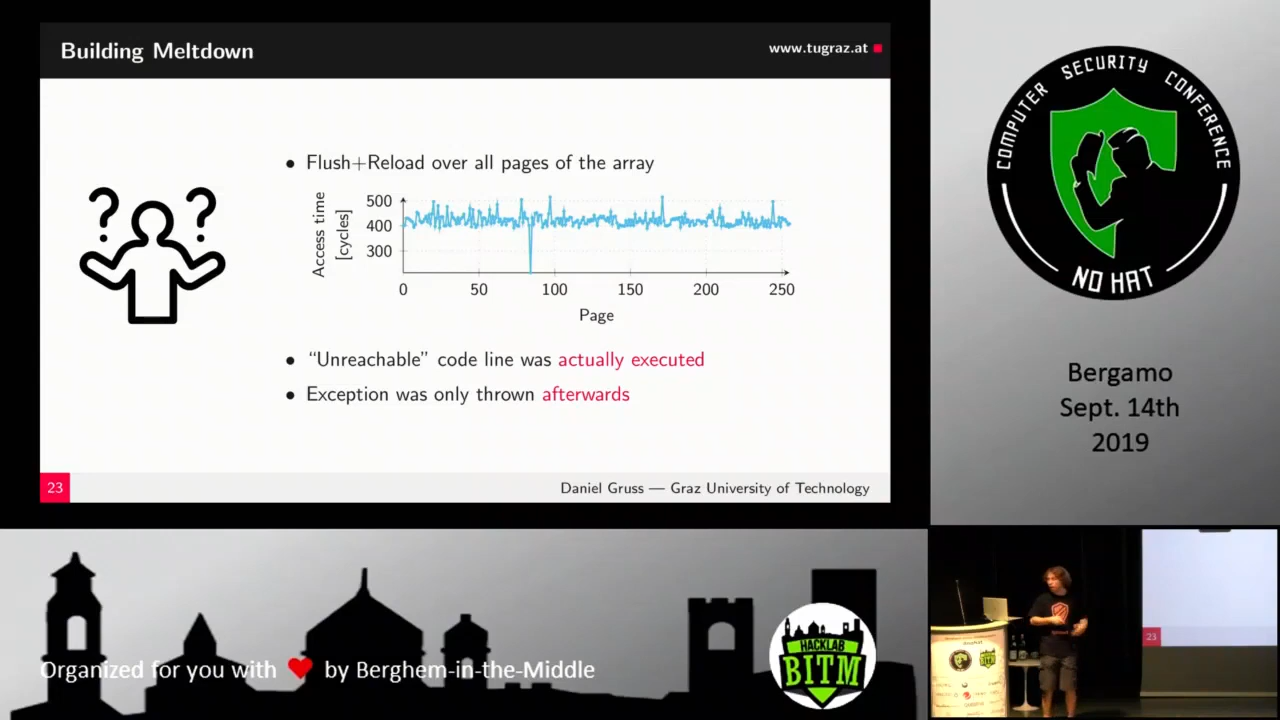 Building Meltdown
www.tugraz.at
• Flush+Reload over all pages of the array
Access time
[cycles]
500
400
300
0 50 100 150 200 250
Page
• “Unreachable” code line was actually executed
• Exception was only thrown afterwards
23
Daniel Gruss — Graz University of Technology
COMPUTER SECURITY CONFERENCE
NO HAT
Bergamo
Sept. 14th
2019
Organized for you with ❤ by Berghem-in-the-Middle
HACKLAB
BITM
23